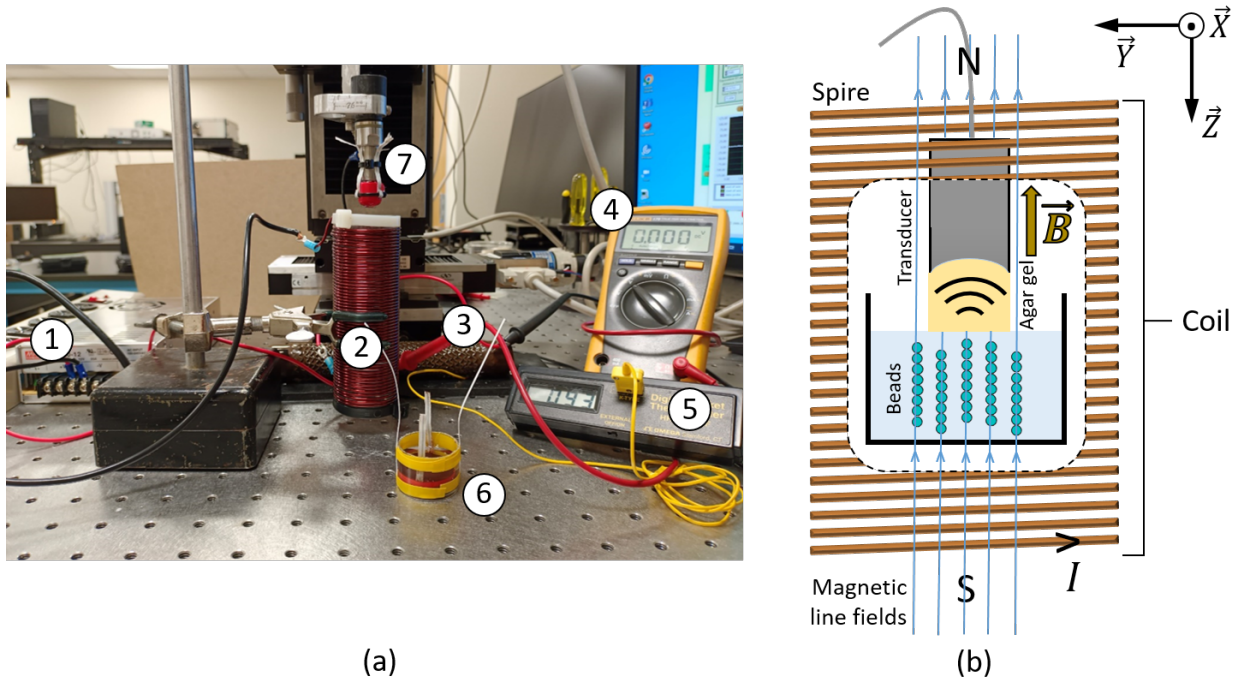 1
2
3
4
5
6
7
0.000
(a)
Spire
N
Y
X
Z
Transducer
B
Agar gel
Coil
Beads
I
Magnetic
line fields
S
(b)